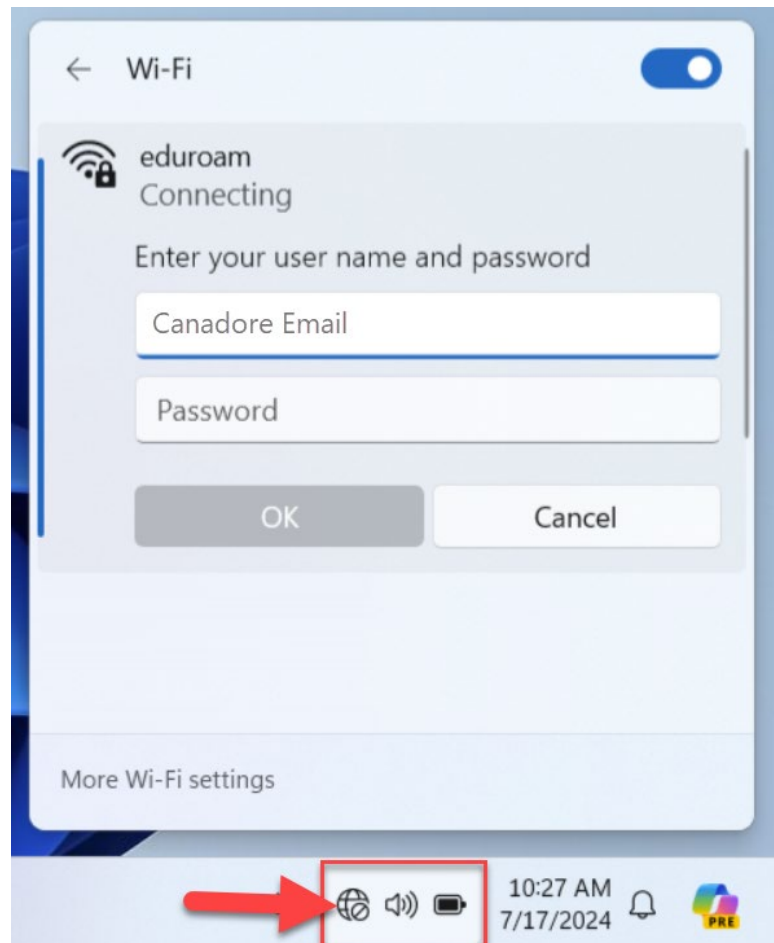 Wi-Fi
eduroam
Connecting
Enter your user name and password
Canadore Email
Password
OK Cancel
More Wi-Fi settings
10:27 AM
7/17/2024
PRE